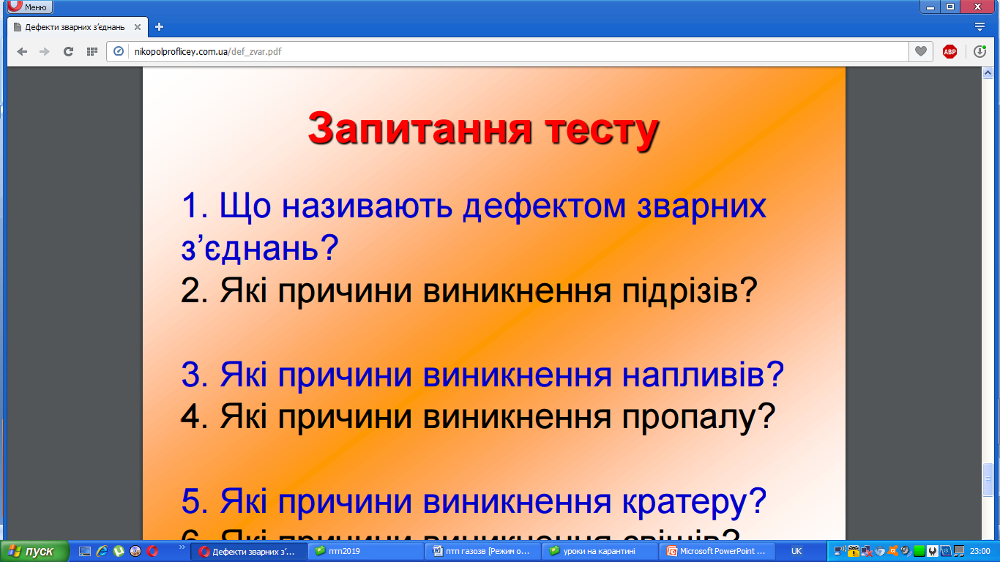 Меню
Дефекти зварних з’єднань
nikopolproflicey.com.ua/def_zvar.pdf
ABP
Запитання тесту
1. Що називають дефектом зварних
з’єднань?
2. Які причини виникнення підрізів?
3. Які причини виникнення напливів?
4. Які причини виникнення пропалу?
5. Які причини виникнення кратеру?
6. Які причини виникнення свищів?
пуск
Дефекти зварних з’...
птп2019
птп газозв [Режим о...
уроки на карантині
Microsoft PowerPoint ...
UK
23:00